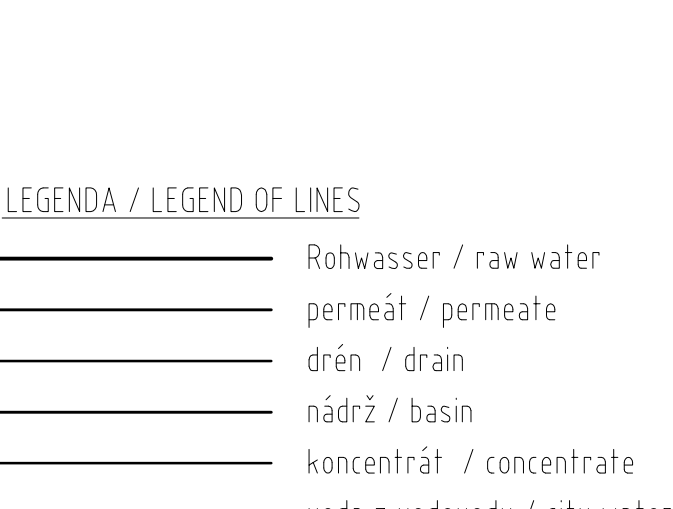 LEGENDA / LEGEND OF LINES
Rohwasser / raw water
permeát / permeate
drén / drain
nádrž / basin
koncentrát / concentrate